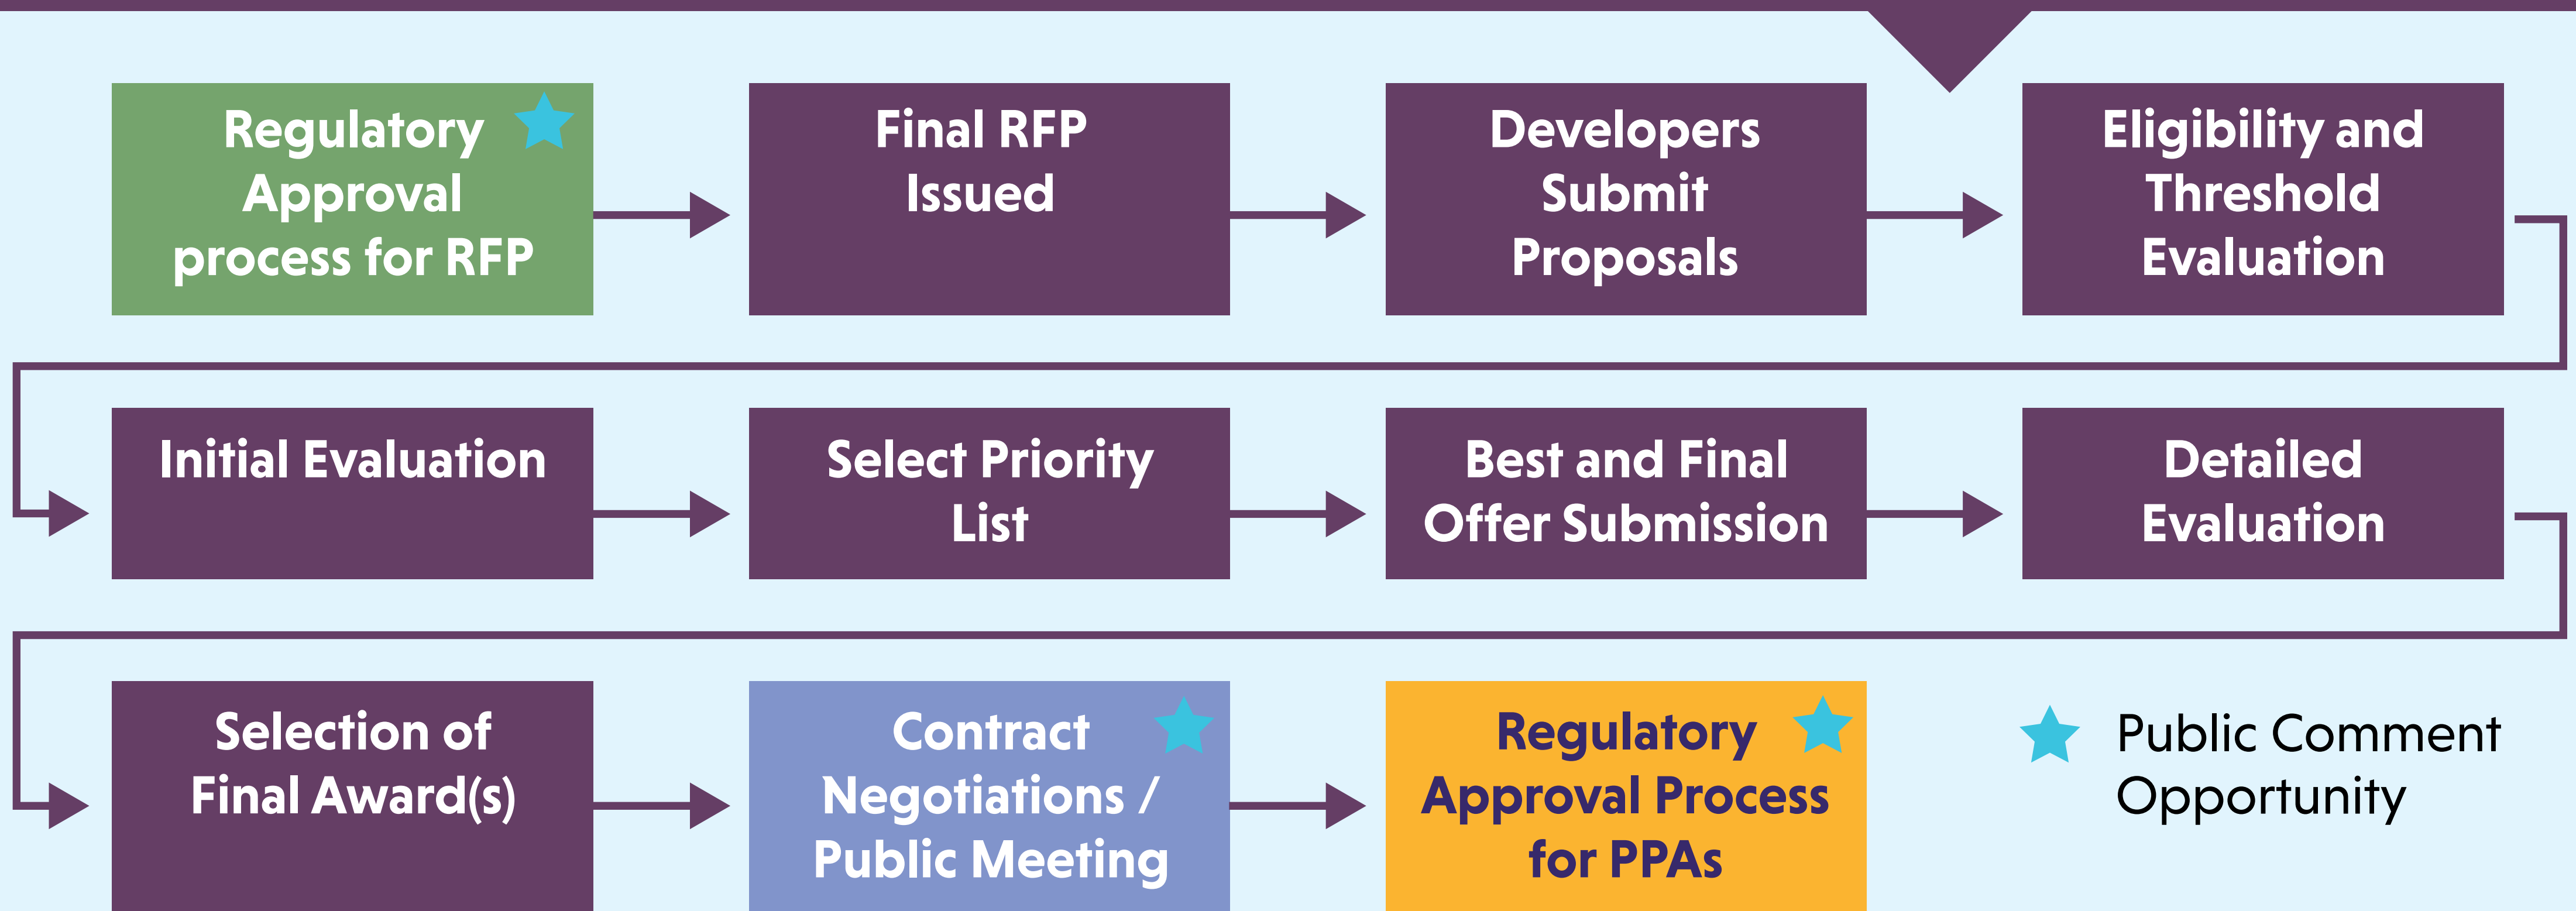 Regulatory
Approval
process for RFP
Final RFP
Issued
Developers
Submit
Proposals
Eligibility and
Threshold
Evaluation
Initial Evaluation
Select Priority
List
Best and Final
Offer Submission
Detailed
Evaluation
Selection of
Final Award(s)
Contract
Negotiations /
Public Meeting
Regulatory
Approval Process
for PPAs
Public Comment
Opportunity